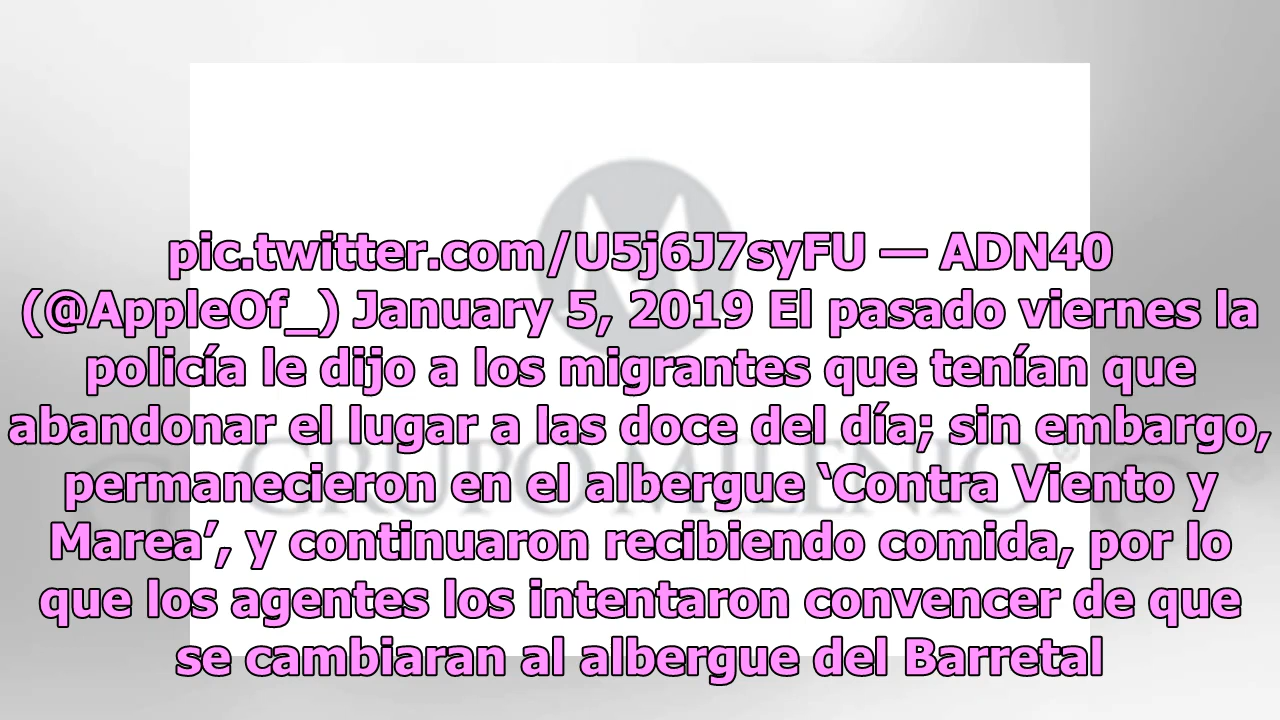 pic.twitter.com/U5j6J7syFU — ADN40
(@AppleOf_) January 5, 2019 El pasado viernes la
policía le dijo a los migrantes que tenían que
abandonar el lugar a las doce del día; sin embargo,
permanecieron en el albergue ‘Contra Viento y
Marea’, y continuaron recibiendo comida, por lo
que los agentes los intentaron convencer de que
se cambiaran al albergue del Barretal
M
GRUPO MILENIO®